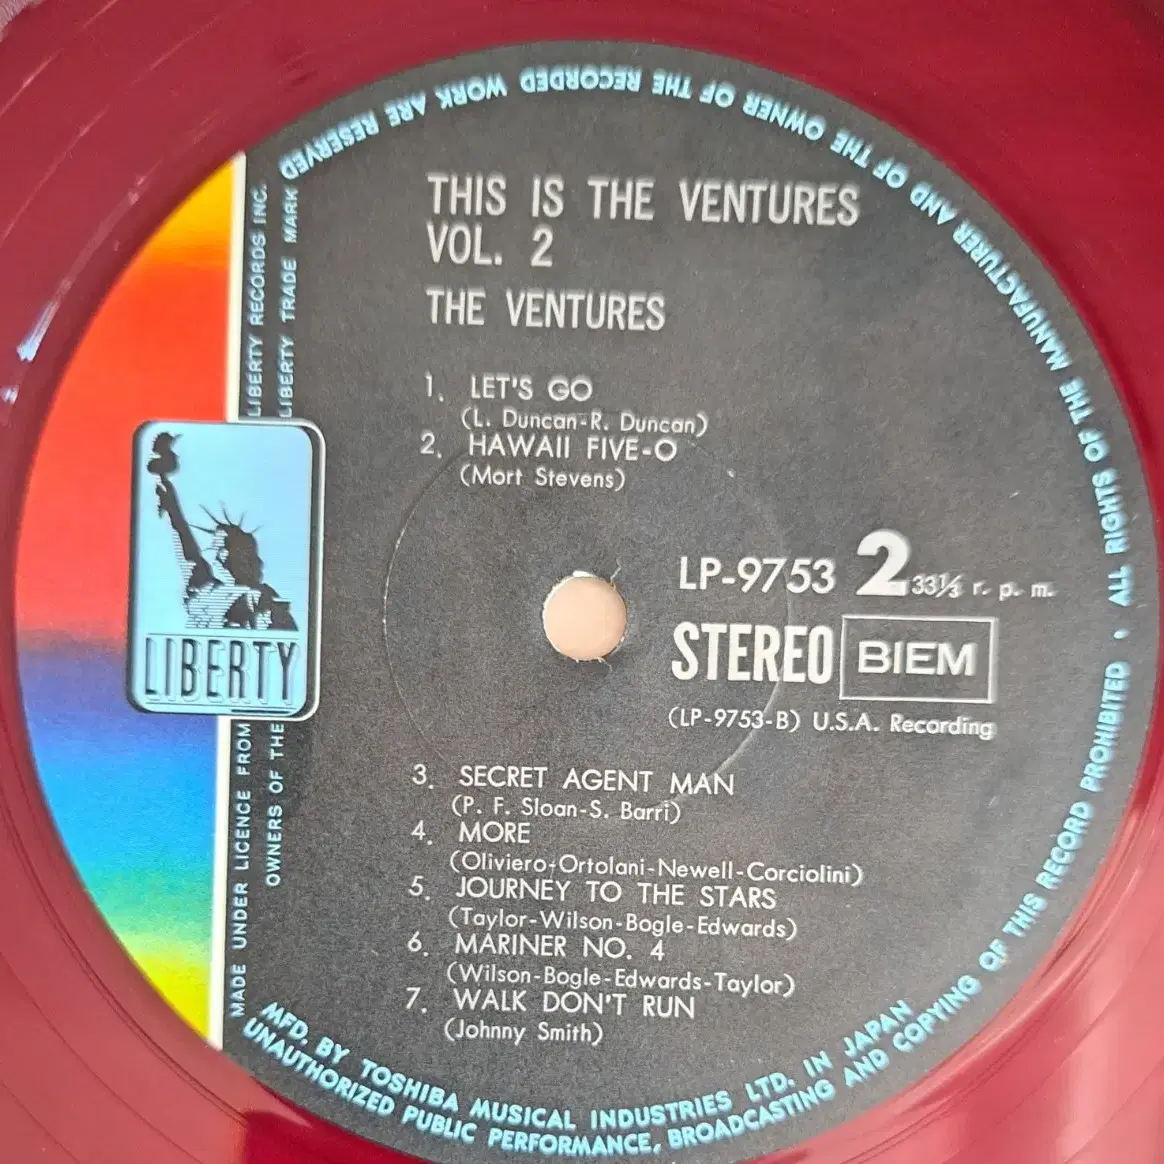 THIS IS THE VENTURES
VOL. 2
THE VENTURES
1. LET'S GO
(L. Duncan-R. Duncan)
2. HAWAII FIVE-O
(Mort Stevens)
LP-9753 2 33⅓ r. p. m.
STEREO BIEM
(LP-9753-B) U.S.A. Recording
3. SECRET AGENT MAN
(P. F. Sloan-S. Barri)
4. MORE
(Oliviero-Ortolani-Newell-Corciolini)
5. JOURNEY TO THE STARS
(Taylor-Wilson-Bogle-Edwards)
6. MARINER NO. 4
(Wilson-Bogle-Edwards-Taylor)
7. WALK DON'T RUN
(Johnny Smith)
LIBERTY
MADE UNDER LICENCE FROM LIBERTY RECORDS INC.
OWNERS OF THE LIBERTY TRADE MARK
MFD. BY TOSHIBA MUSICAL INDUSTRIES LTD. IN JAPAN
UNAUTHORIZED PUBLIC PERFORMANCE, BROADCASTING AND COPYING OF THIS RECORD PROHIBITED • ALL RIGHTS OF THE MANUFACTURER AND OF THE OWNER OF THE RECORDED WORK ARE RESERVED